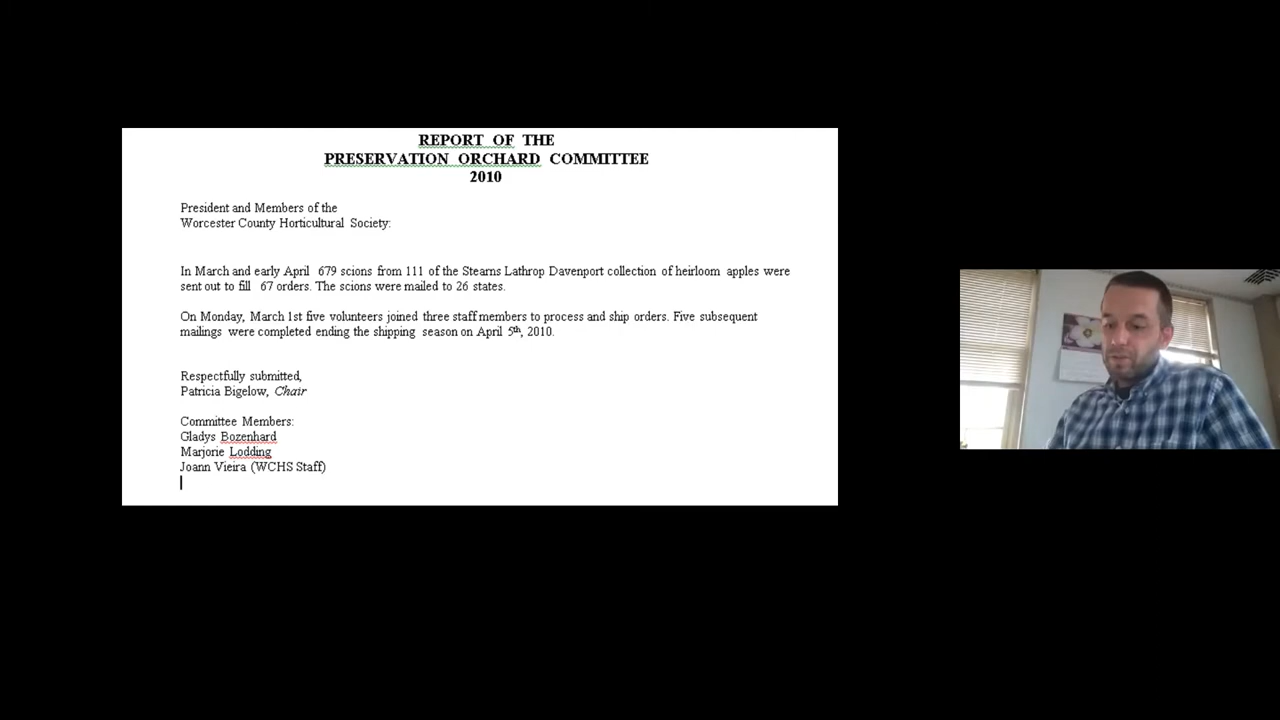 REPORT OF THE
PRESERVATION ORCHARD COMMITTEE
2010
President and Members of the
Worcester County Horticultural Society:
In March and early April 679 scions from 111 of the Stearns Lathrop Davenport collection of heirloom apples were
sent out to fill 67 orders. The scions were mailed to 26 states.
On Monday, March 1st five volunteers joined three staff members to process and ship orders. Five subsequent
mailings were completed ending the shipping season on April 5th, 2010.
Respectfully submitted,
Patricia Bigelow, Chair
Committee Members:
Gladys Bozenhard
Marjorie Lodding
Joann Vieira (WCHS Staff)